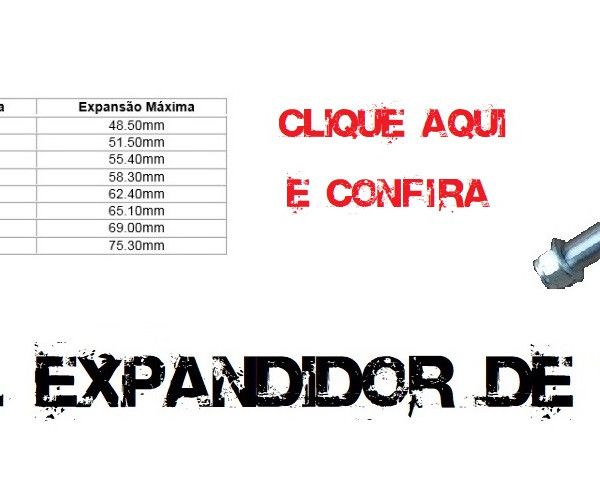 a Expansão Máxima
48.50mm
51.50mm
55.40mm
58.30mm
62.40mm
65.10mm
69.00mm
75.30mm
CLIQUE AQUI
E CONFIRA
EXPANDIDOR DE